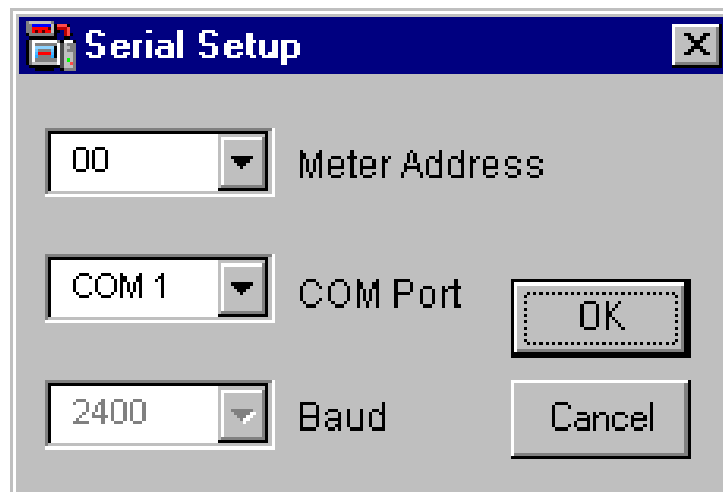 Serial Setup
00 Meter Address
COM 1 COM Port
OK
2400 Baud
Cancel